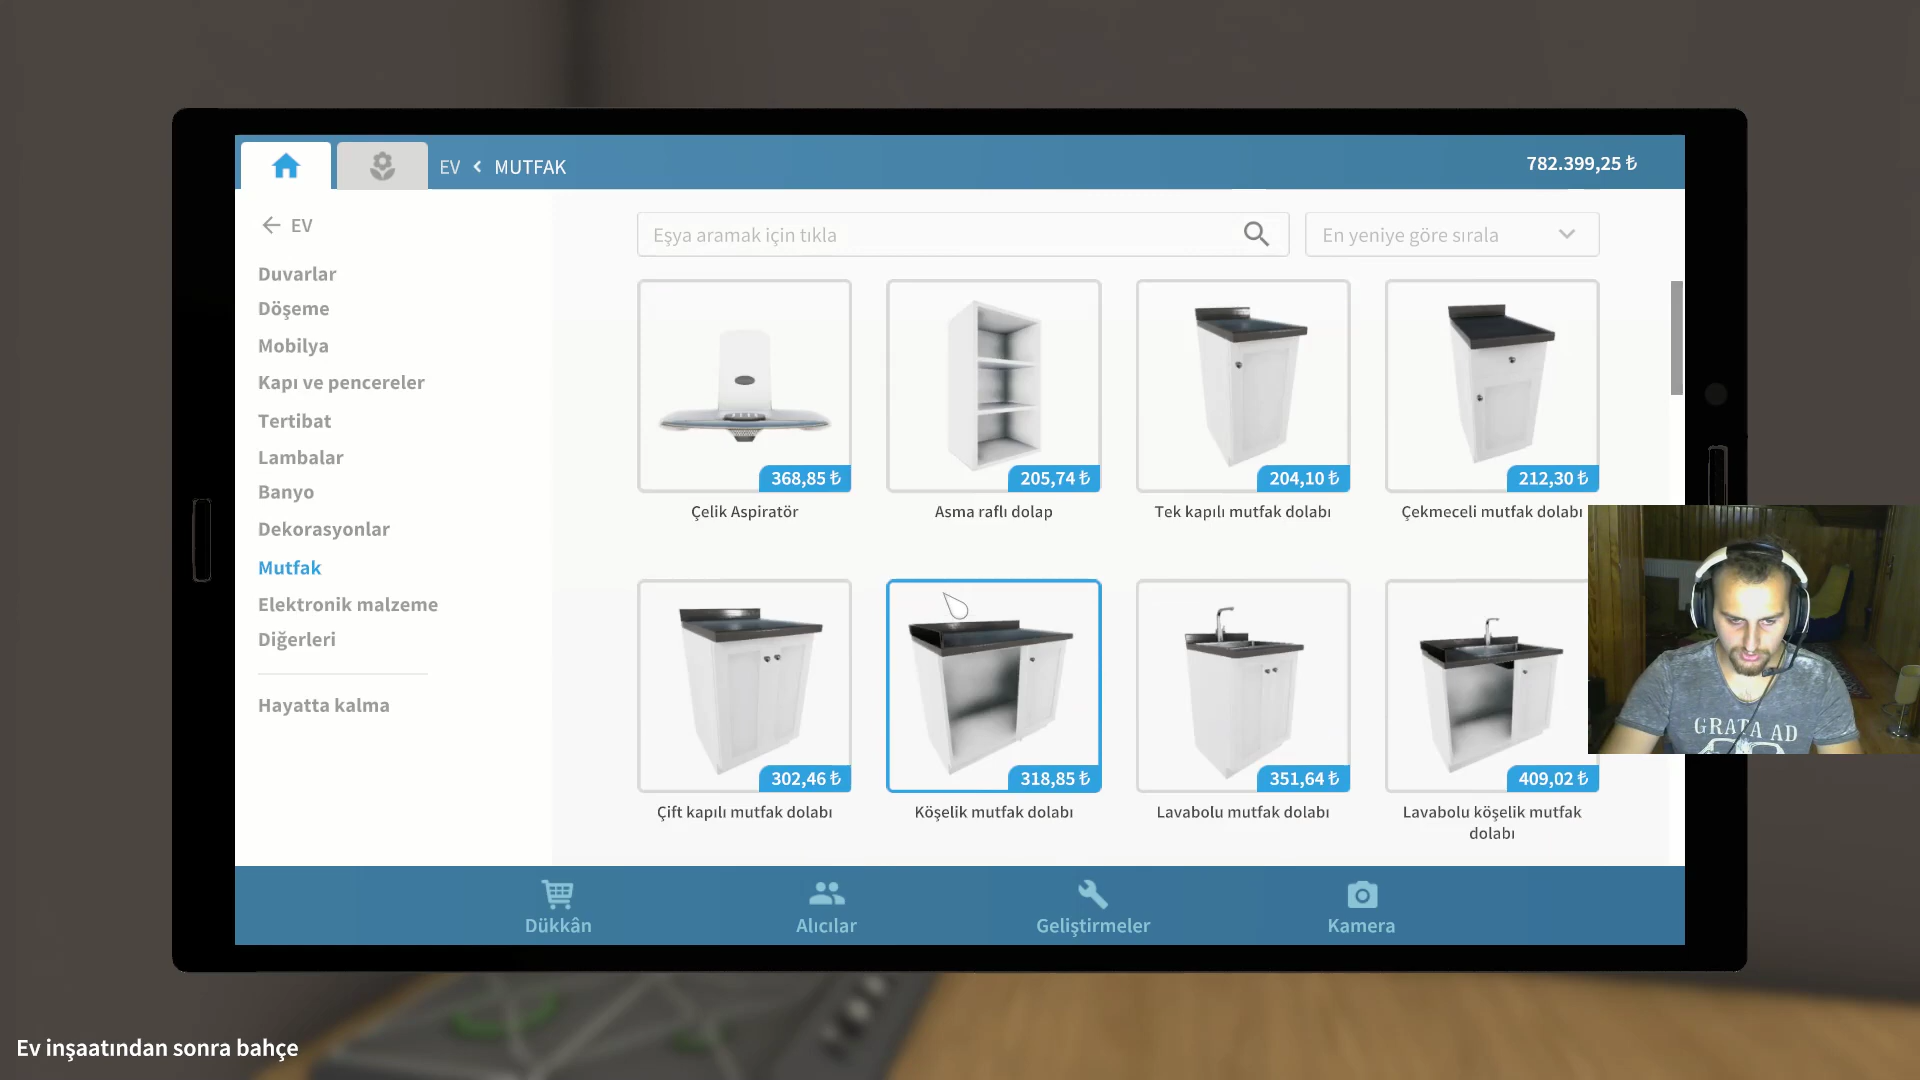 EV < MUTFAK
782.399,25 ₺
EV
Duvarlar
Döşeme
Mobilya
Kapı ve pencereler
Tertibat
Lambalar
Banyo
Dekorasyonlar
Mutfak
Elektronik malzeme
Diğerleri
Hayatta kalma
Eşya aramak için tıkla
En yeniye göre sırala
368,85 ₺
205,74 ₺
204,10 ₺
212,30 ₺
Çelik Aspiratör
Asma raflı dolap
Tek kapılı mutfak dolabı
Çekmeceli mutfak dolabı
302,46 ₺
318,85 ₺
351,64 ₺
409,02 ₺
Çift kapılı mutfak dolabı
Köşelik mutfak dolabı
Lavabolu mutfak dolabı
Lavabolu köşelik mutfak
dolabı
GRATA AD
Dükkân
Alıcılar
Geliştirmeler
Kamera
Ev inşaatından sonra bahçe